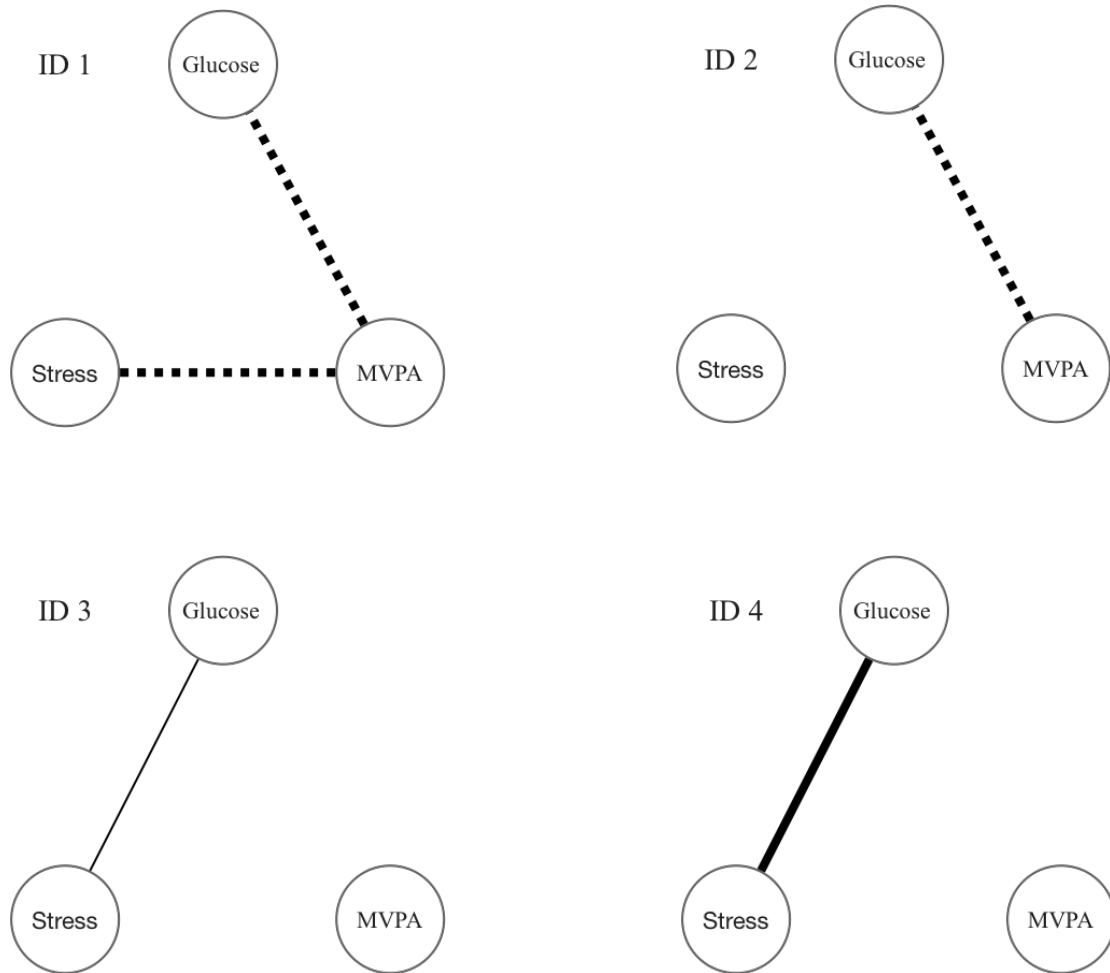 ID 1
Glucose
Stress
MVPA
ID 2
Glucose
Stress
MVPA
ID 3
Glucose
Stress
MVPA
ID 4
Glucose
Stress
MVPA